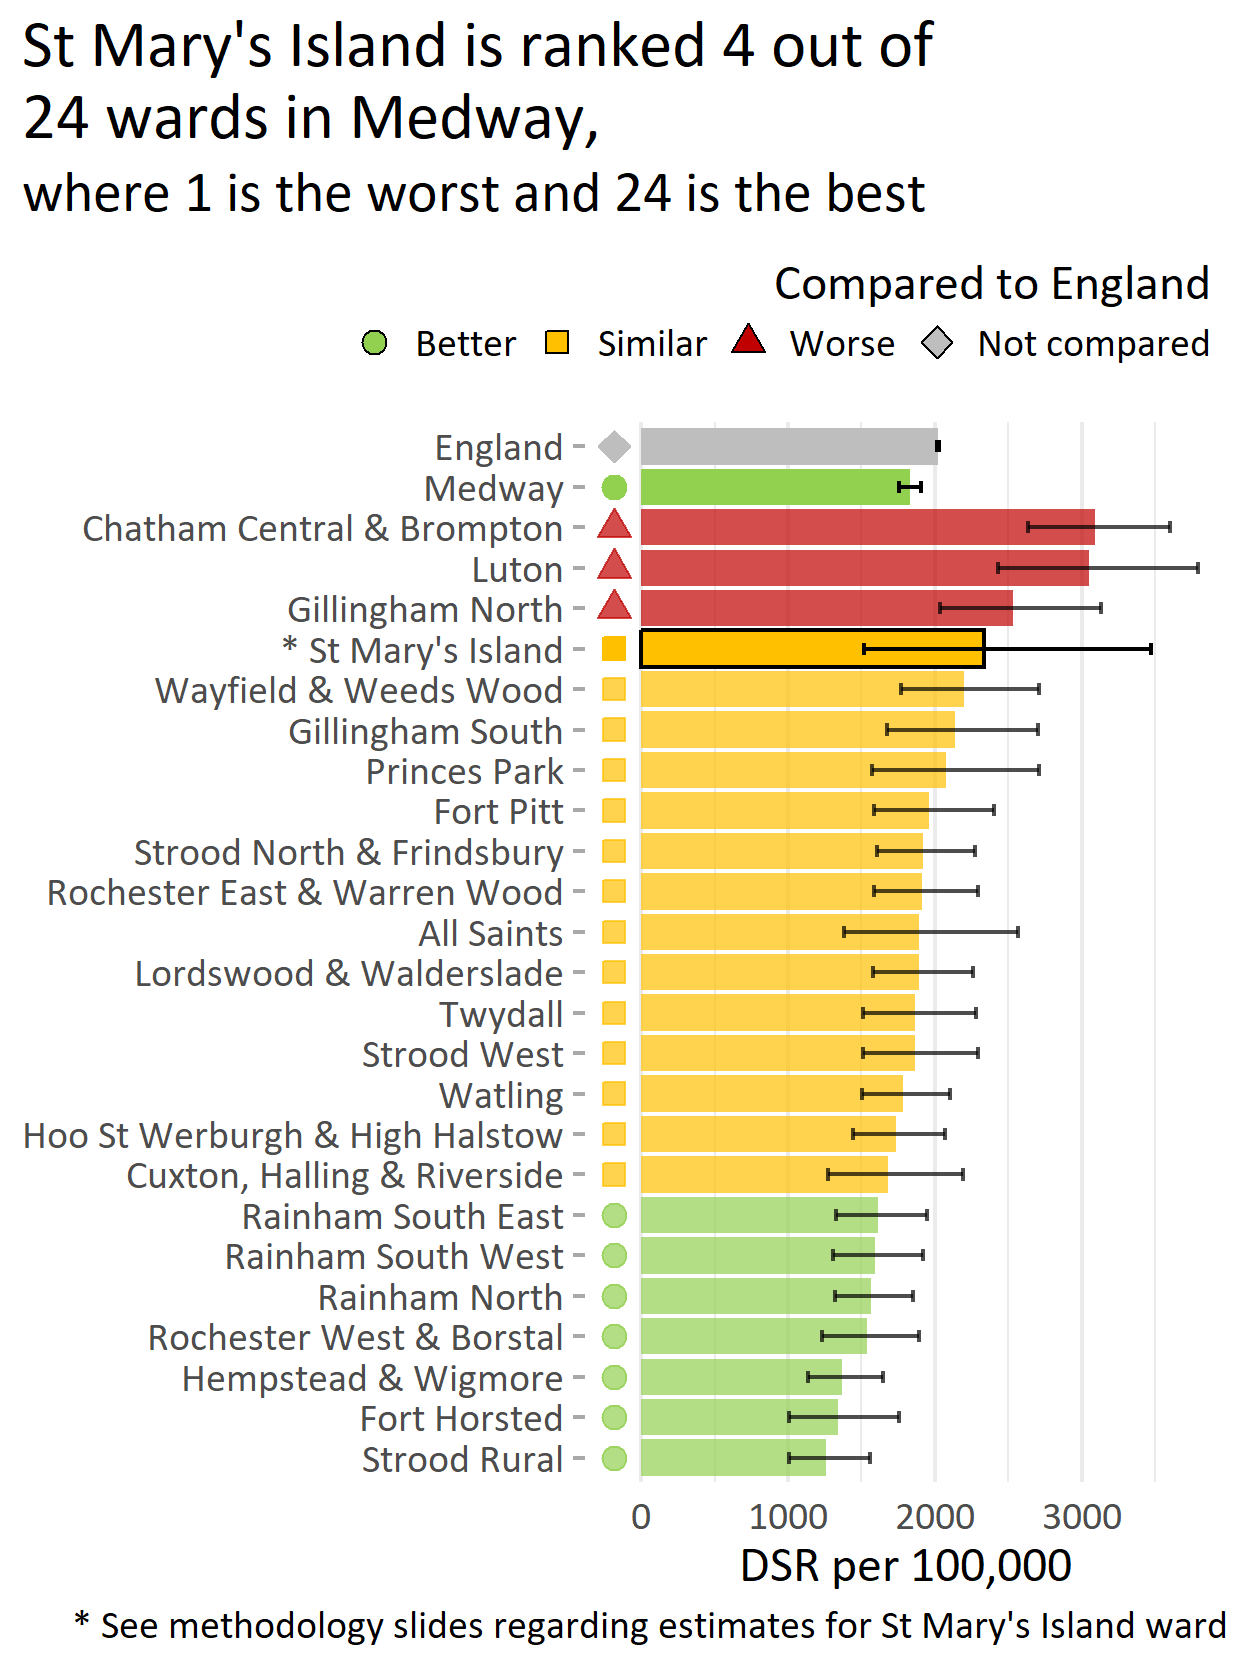 St Mary's Island is ranked 4 out of
24 wards in Medway,
where 1 is the worst and 24 is the best
Compared to England
Better
Similar
Worse
Not compared
England
Medway
Chatham Central & Brompton
Luton
Gillingham North
* St Mary's Island
Wayfield & Weeds Wood
Gillingham South
Princes Park
Fort Pitt
Strood North & Frindsbury
Rochester East & Warren Wood
All Saints
Lordswood & Walderslade
Twydall
Strood West
Watling
Hoo St Werburgh & High Halstow
Cuxton, Halling & Riverside
Rainham South East
Rainham South West
Rainham North
Rochester West & Borstal
Hempstead & Wigmore
Fort Horsted
Strood Rural
0 1000 2000 3000
DSR per 100,000
* See methodology slides regarding estimates for St Mary's Island ward